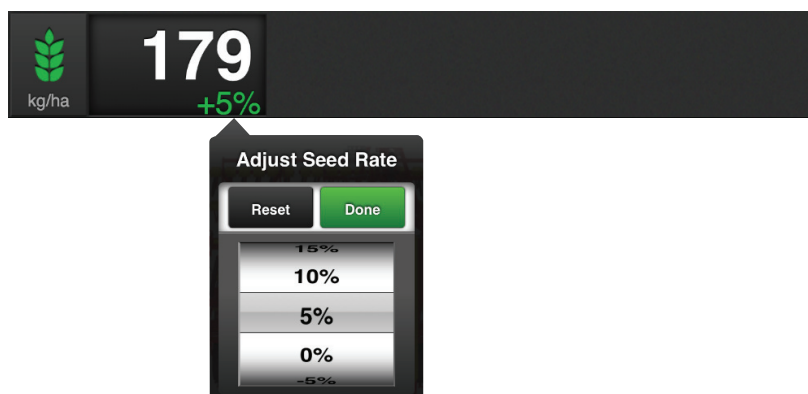 179
kg/ha
+5%
Adjust Seed Rate
Reset Done
15%
10%
5%
0%
-5%